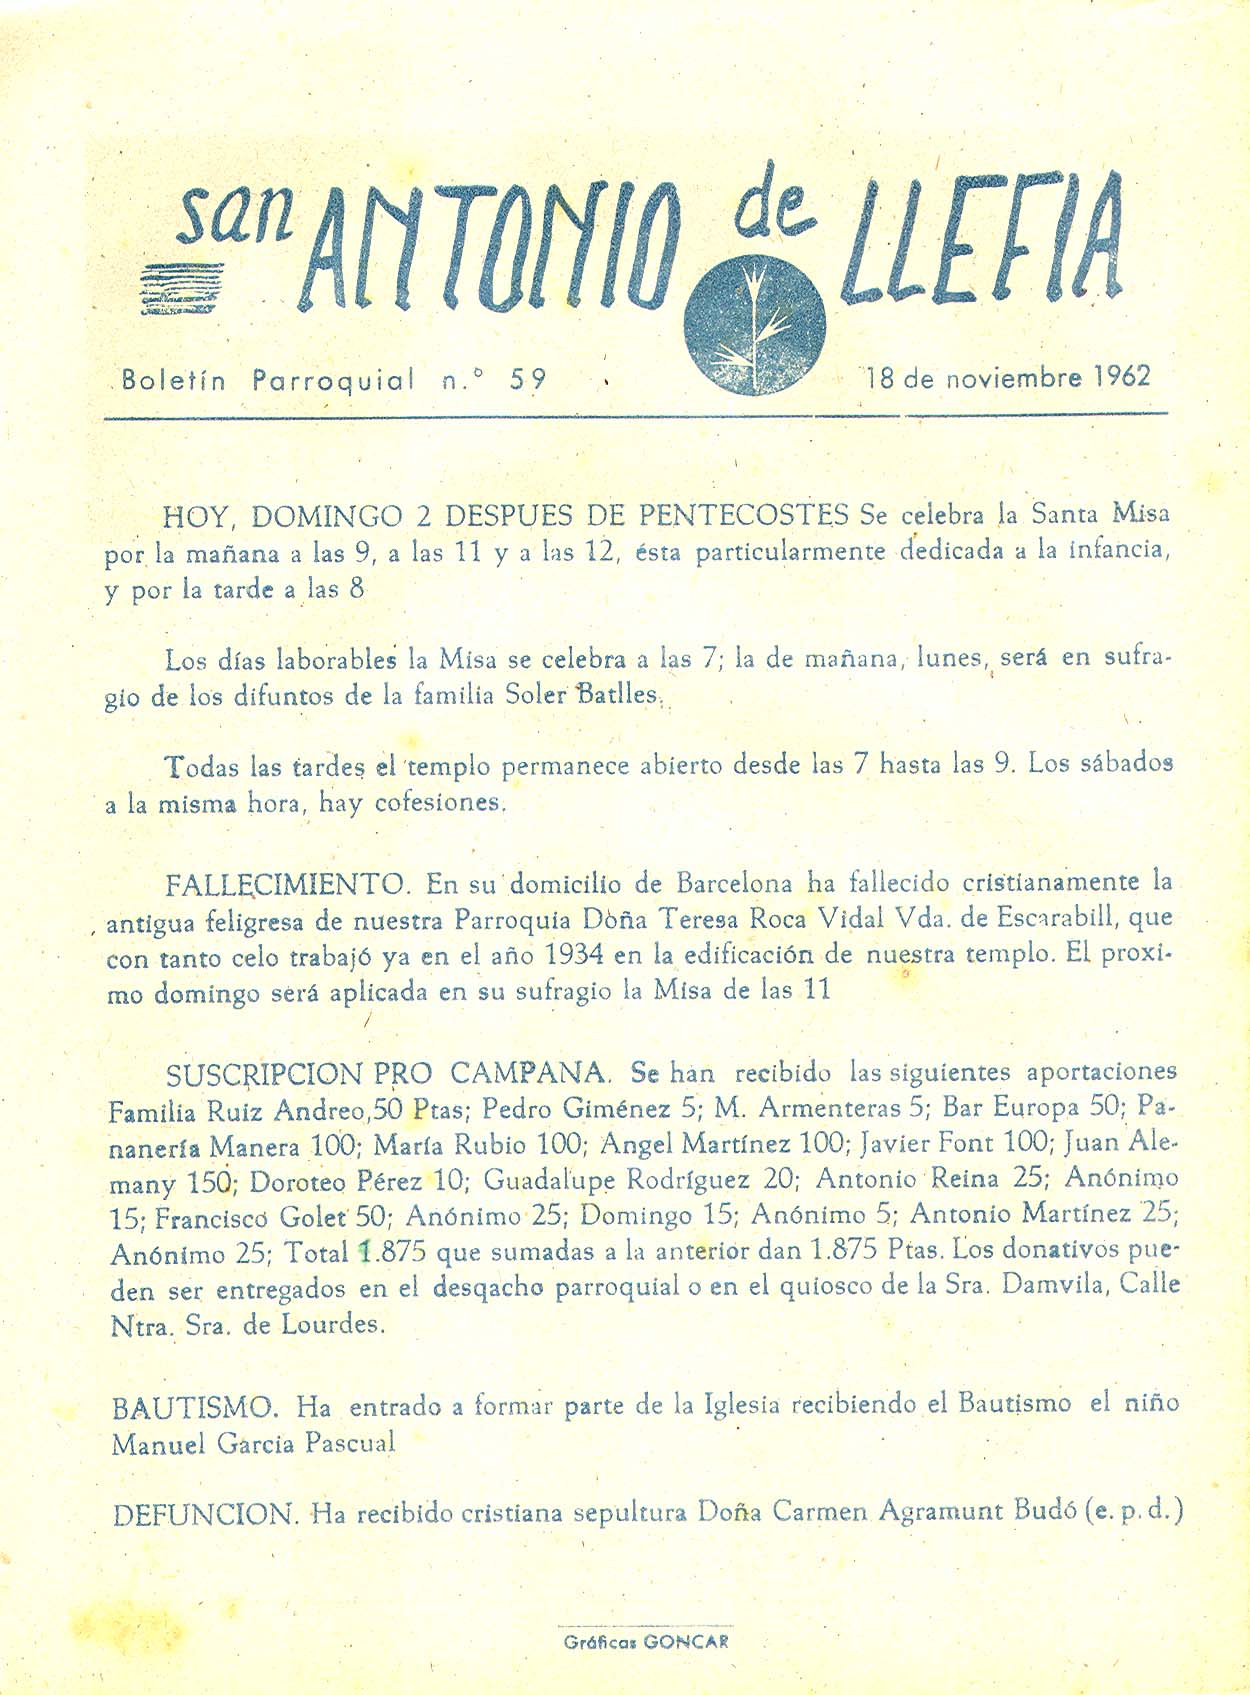 san ANTONIO de LLEFIA
Boletín Parroquial n.º 59
18 de noviembre 1962
HOY, DOMINGO 2 DESPUES DE PENTECOSTES Se celebra la Santa Misa
por la mañana a las 9, a las 11 y a las 12, ésta particularmente dedicada a la infancia,
y por la tarde a las 8
Los días laborables la Misa se celebra a las 7; la de mañana, lunes, será en sufra-
gio de los difuntos de la familia Soler Batlles.
Todas las tardes el templo permanece abierto desde las 7 hasta las 9. Los sábados
a la misma hora, hay cofesiones.
FALLECIMIENTO. En su domicilio de Barcelona ha fallecido cristianamente la
antigua feligresa de nuestra Parroquia Dòña Teresa Roca Vidal Vda. de Escarabill, que
con tanto celo trabajó ya en el año 1934 en la edificación de nuestra templo. El proxi-
mo domingo será aplicada en su sufragio la Misa de las 11
SUSCRIPCION PRO CAMPANA. Se han recibido las siguientes aportaciones
Familia Ruiz Andreo,50 Ptas; Pedro Giménez 5; M. Armenteras 5; Bar Europa 50; Pa-
nanería Manera 100; María Rubio 100; Angel Martínez 100; Javier Font 100; Juan Ale-
many 150; Doroteo Pérez 10; Guadalupe Rodríguez 20; Antonio Reina 25; Anónimo
15; Francisco Golet 50; Anónimo 25; Domingo 15; Anónimo 5; Antonio Martínez 25;
Anónimo 25; Total 1.875 que sumadas a la anterior dan 1.875 Ptas. Los donativos pue-
den ser entregados en el desqacho parroquial o en el quiosco de la Sra. Damvila, Calle
Ntra. Sra. de Lourdes.
BAUTISMO. Ha entrado a formar parte de la Iglesia recibiendo el Bautismo el niño
Manuel Garcia Pascual
DEFUNCION. Ha recibido cristiana sepultura Doña Carmen Agramunt Budó (e. p. d.)
Gráficas GONCAR